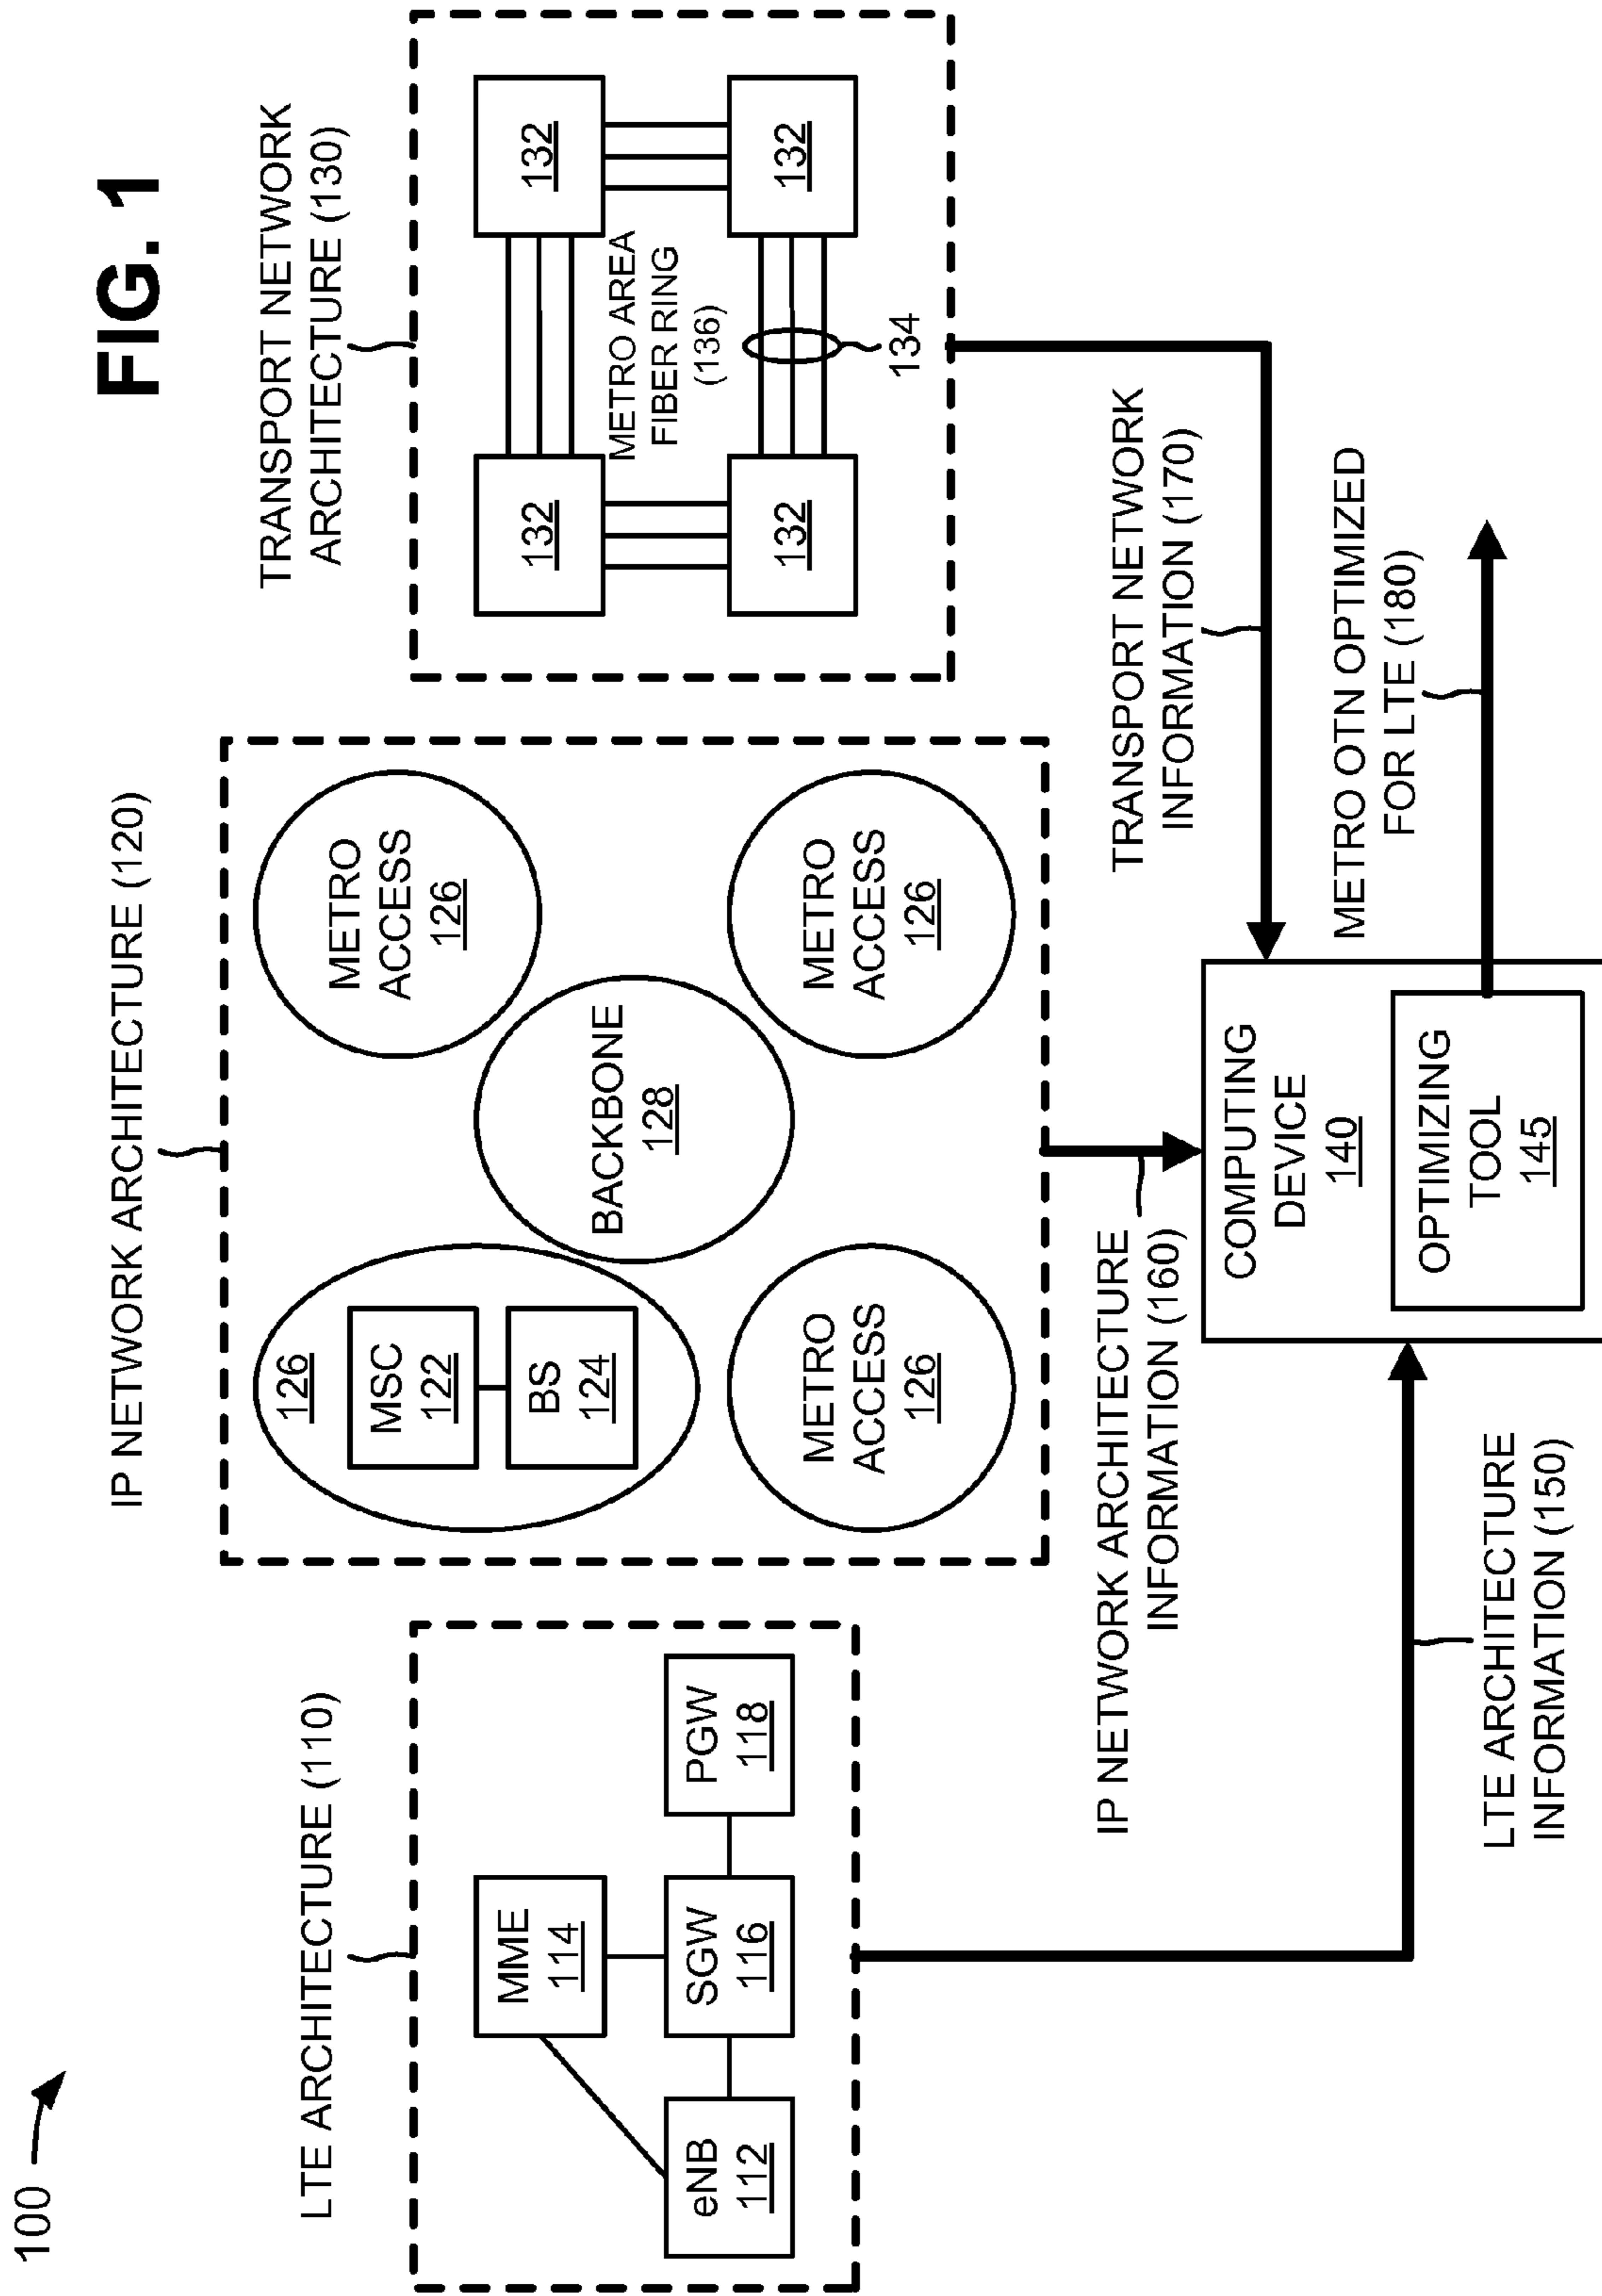 FIG. 1
100
LTE ARCHITECTURE (110)
MME
114
eNB
112
SGW
116
PGW
118
IP NETWORK ARCHITECTURE (120)
126
MSC
122
BS
124
METRO
ACCESS
126
BACKBONE
128
METRO
ACCESS
126
METRO
ACCESS
126
TRANSPORT NETWORK
ARCHITECTURE (130)
132
132
METRO AREA
FIBER RING
(136)
132
132
134
IP NETWORK ARCHITECTURE
INFORMATION (160)
TRANSPORT NETWORK
INFORMATION (170)
COMPUTING
DEVICE
140
OPTIMIZING
TOOL
145
METRO OTN OPTIMIZED
FOR LTE (180)
LTE ARCHITECTURE
INFORMATION (150)